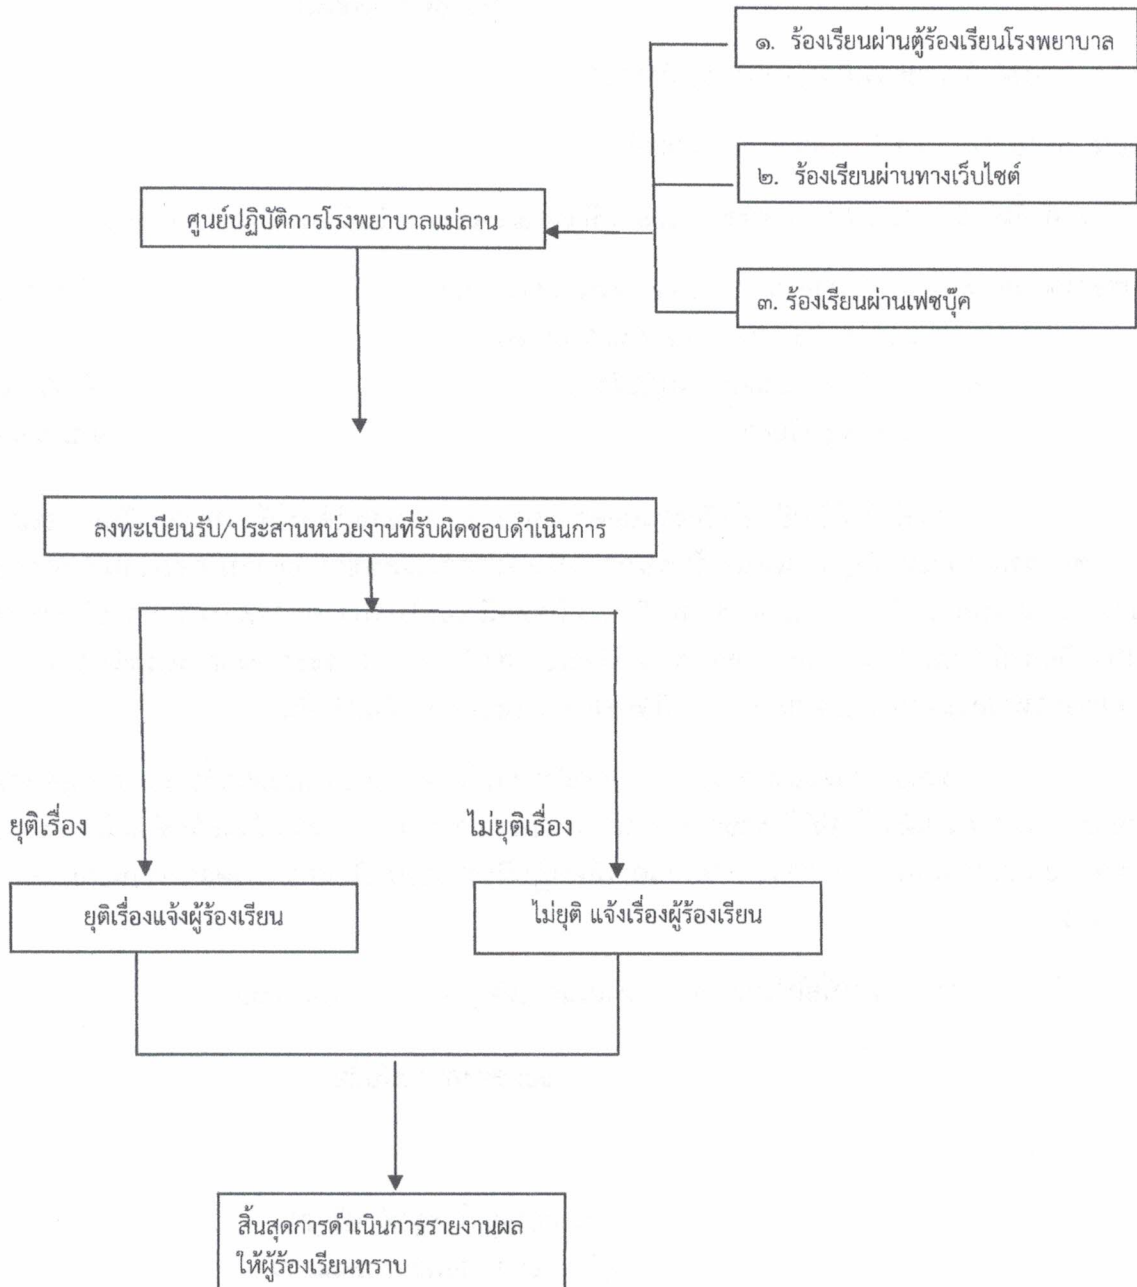 ๑. ร้องเรียนผ่านตู้ร้องเรียนโรงพยาบาล
๒. ร้องเรียนผ่านทางเว็บไซต์
ศูนย์ปฏิบัติการโรงพยาบาลแม่ลาน
๓. ร้องเรียนผ่านเฟซบุ๊ค
ลงทะเบียนรับ/ประสานหน่วยงานที่รับผิดชอบดำเนินการ
ยุติเรื่อง
ไม่ยุติเรื่อง
ยุติเรื่องแจ้งผู้ร้องเรียน
ไม่ยุติ แจ้งเรื่องผู้ร้องเรียน
สิ้นสุดการดำเนินการรายงานผล
ให้ผู้ร้องเรียนทราบ